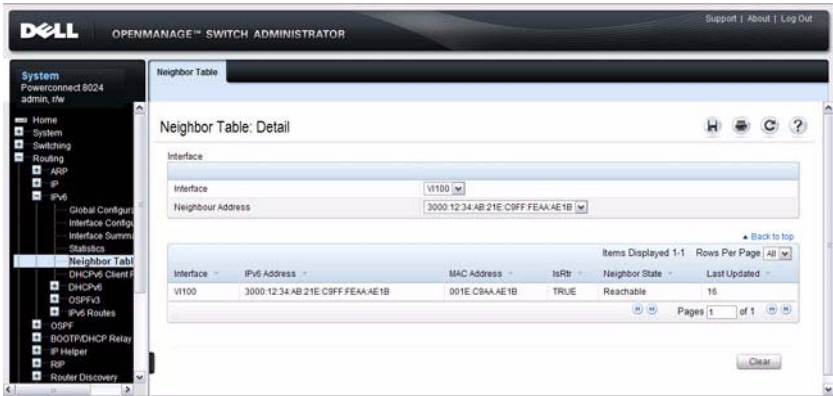 Support | About | Log Out
DELL OPENMANAGE™ SWITCH ADMINISTRATOR
System
Powerconnect 8024
admin, r/w
Home
System
Switching
Routing
ARP
IP
IPv6
Global Configura
Interface Configu
Interface Summa
Statistics
Neighbor Tabl
DHCPv6 Client P
DHCPv6
OSPFv3
IPv6 Routes
OSPF
BOOTP/DHCP Relay
IP Helper
RIP
Router Discovery
Neighbor Table
Neighbor Table: Detail
Interface
Interface Vl100
Neighbour Address 3000:12:34:AB:21E:C9FF:FEAA:AE1B
Back to top
Items Displayed 1-1 Rows Per Page All
Interface IPv6 Address MAC Address IsRtr Neighbor State Last Updated
Vl100 3000:12:34:AB:21E:C9FF:FEAA:AE1B 001E.C9AA.AE1B TRUE Reachable 16
Pages 1 of 1
Clear